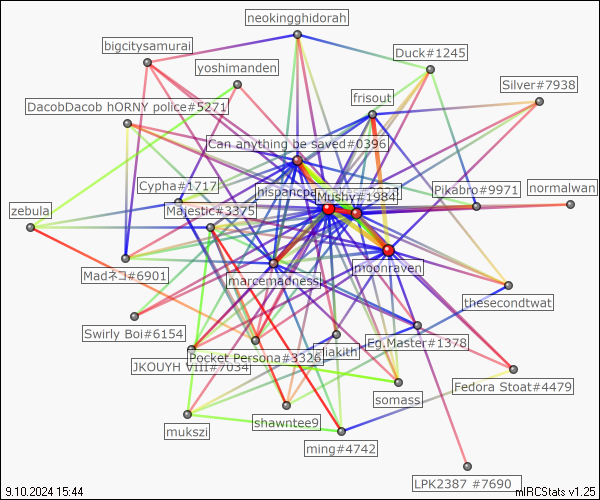 neokingghidorah
bigcitysamurai
Duck#1245
yoshimanden
Silver#7938
DacobDacob hORNY police#5271
frisout
Can anything be saved#0396
Cypha#1717
Mushy#1984
Pikabro#9971
normalwan
zebula
Majestic#3375
moonraven
Madネコ#6901
marcemadness
thesecondtwat
Swirly Boi#6154
Eg.Master#1378
Pocket Persona#3326
JKOUYH VIII#7034
Fedora Stoat#4479
somass
mukszi
shawntee9
ming#4742
LPK2387 #7690
9.10.2024 15:44
mIRCStats v1.25